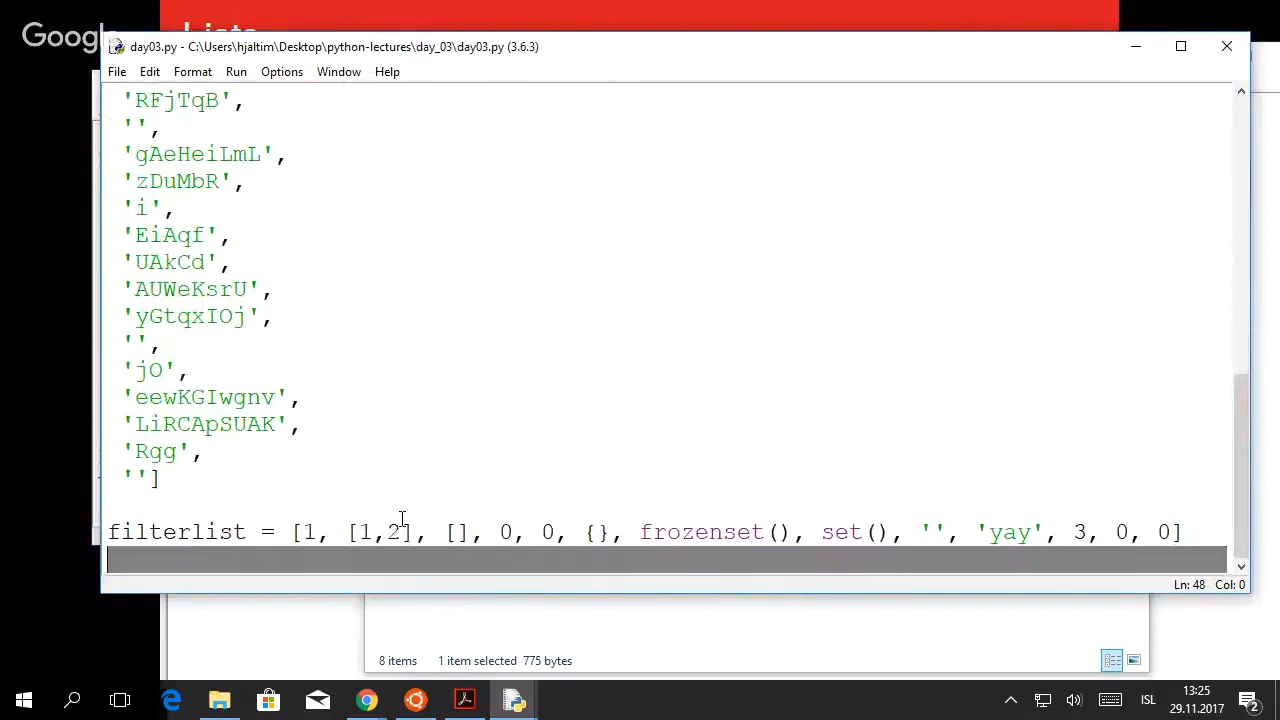 Google
Lists
day03.py - C:\Users\hjaltim\Desktop\python-lectures\day_03\day03.py (3.6.3)
File Edit Format Run Options Window Help
'RFjTqB',
'',
'gAeHeiLmL',
'zDuMbR',
'i',
'EiAqf',
'UAkCd',
'AUWeKsrU',
'yGtqxIOj',
'',
'jO',
'eewKGIwgnv',
'LiRCApSUAK',
'Rgg',
'']
filterlist = [1, [1,2], [], 0, 0, {}, frozenset(), set(), '', 'yay', 3, 0, 0]
Ln: 48 Col: 0
8 items 1 item selected 775 bytes
ISL
13:25
29.11.2017
2